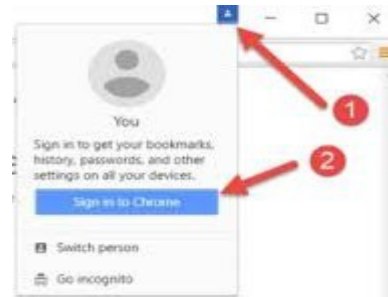 1
You
Sign in to get your bookmarks,
history, passwords, and other
settings on all your devices.
2
Sign in to Chrome
Switch person
Go incognito